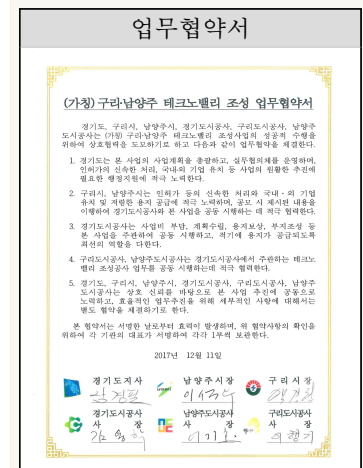 업무협약서
(가칭) 구리·남양주 테크노밸리 조성 업무협약서
경기도, 구리시, 남양주시, 경기도시공사, 구리도시공사, 남양주
도시공사는 (가칭) 구리·남양주 테크노밸리 조성사업의 성공적 수행을
위하여 상호협력을 도모하기로 하고 다음과 같이 업무협약을 체결한다.
1. 경기도는 본 사업의 사업계획을 총괄하고, 실무협의체를 운영하며,
인허가의 신속한 처리, 국내·외 기업 유치 등 사업의 원활한 추진에
필요한 행정지원에 적극 노력한다.
2. 구리시, 남양주시는 인허가 등의 신속한 처리와 국내·외 기업
유치 및 저렴한 용지 공급에 적극 노력하며, 공모 시 제시된 내용을
이행하여 경기도시공사와 본 사업을 공동 시행하는 데 적극 협력한다.
3. 경기도시공사는 사업비 부담, 계획수립, 용지보상, 부지조성 등
본 사업을 주관하여 공동 시행하고, 적기에 용지가 공급되도록
최선의 역할을 다한다.
4. 구리도시공사, 남양주도시공사는 경기도시공사에서 주관하는 테크노
밸리 조성공사 업무를 공동 시행하는데 적극 협력한다.
5. 경기도, 구리시, 남양주시, 경기도시공사, 구리도시공사, 남양주
도시공사는 상호 신뢰를 바탕으로 본 사업 추진에 공동으로
노력하고, 효율적인 업무추진을 위해 세부적인 사항에 대해서는
별도 협약을 체결하기로 한다.
본 협약서는 서명한 날로부터 효력이 발생하며, 위 협약사항의 확인을
위하여 각 기관의 대표가 서명하여 각각 1부씩 보관한다.
2017년 12월 11일
경기도지사 남양주시장 구리시장
경기도시공사 남양주도시공사 구리도시공사
사장 사장 사장